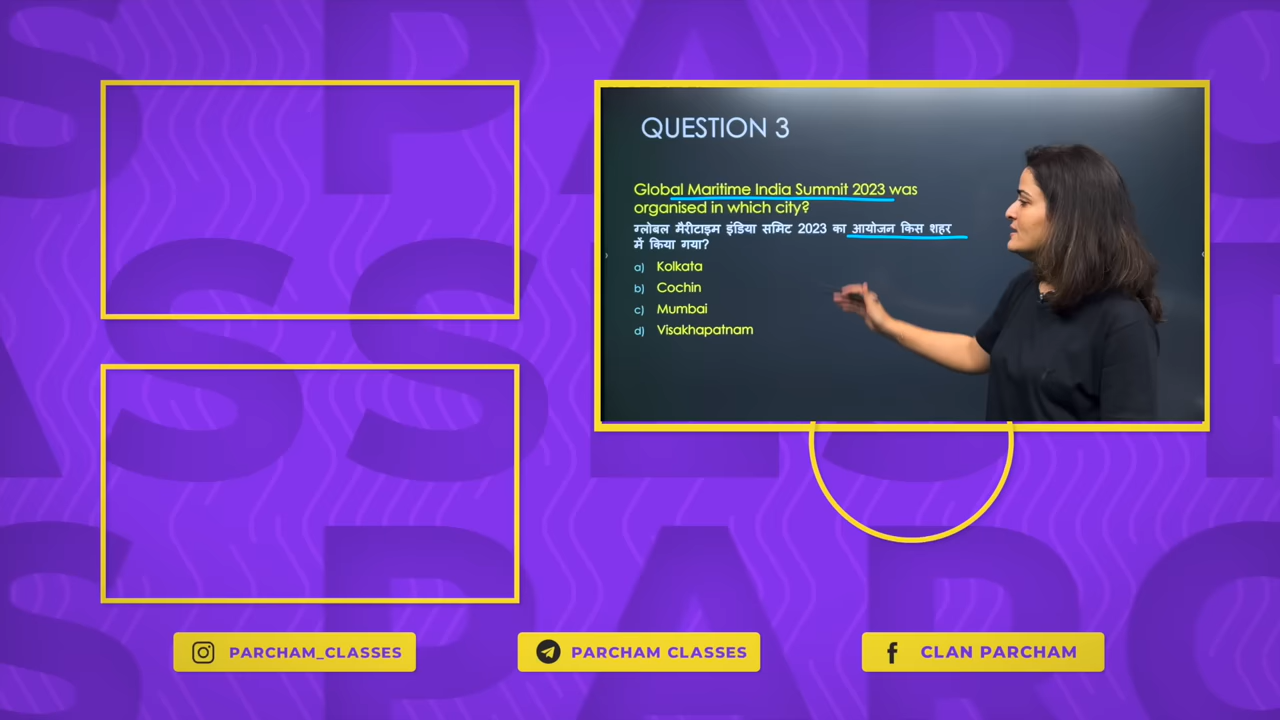 QUESTION 3
Global Maritime India Summit 2023 was
organised in which city?
ग्लोबल मैरीटाइम इंडिया समिट 2023 का आयोजन किस शहर
में किया गया?
a) Kolkata
b) Cochin
c) Mumbai
d) Visakhapatnam
PARCHAM_CLASSES
PARCHAM CLASSES
CLAN PARCHAM